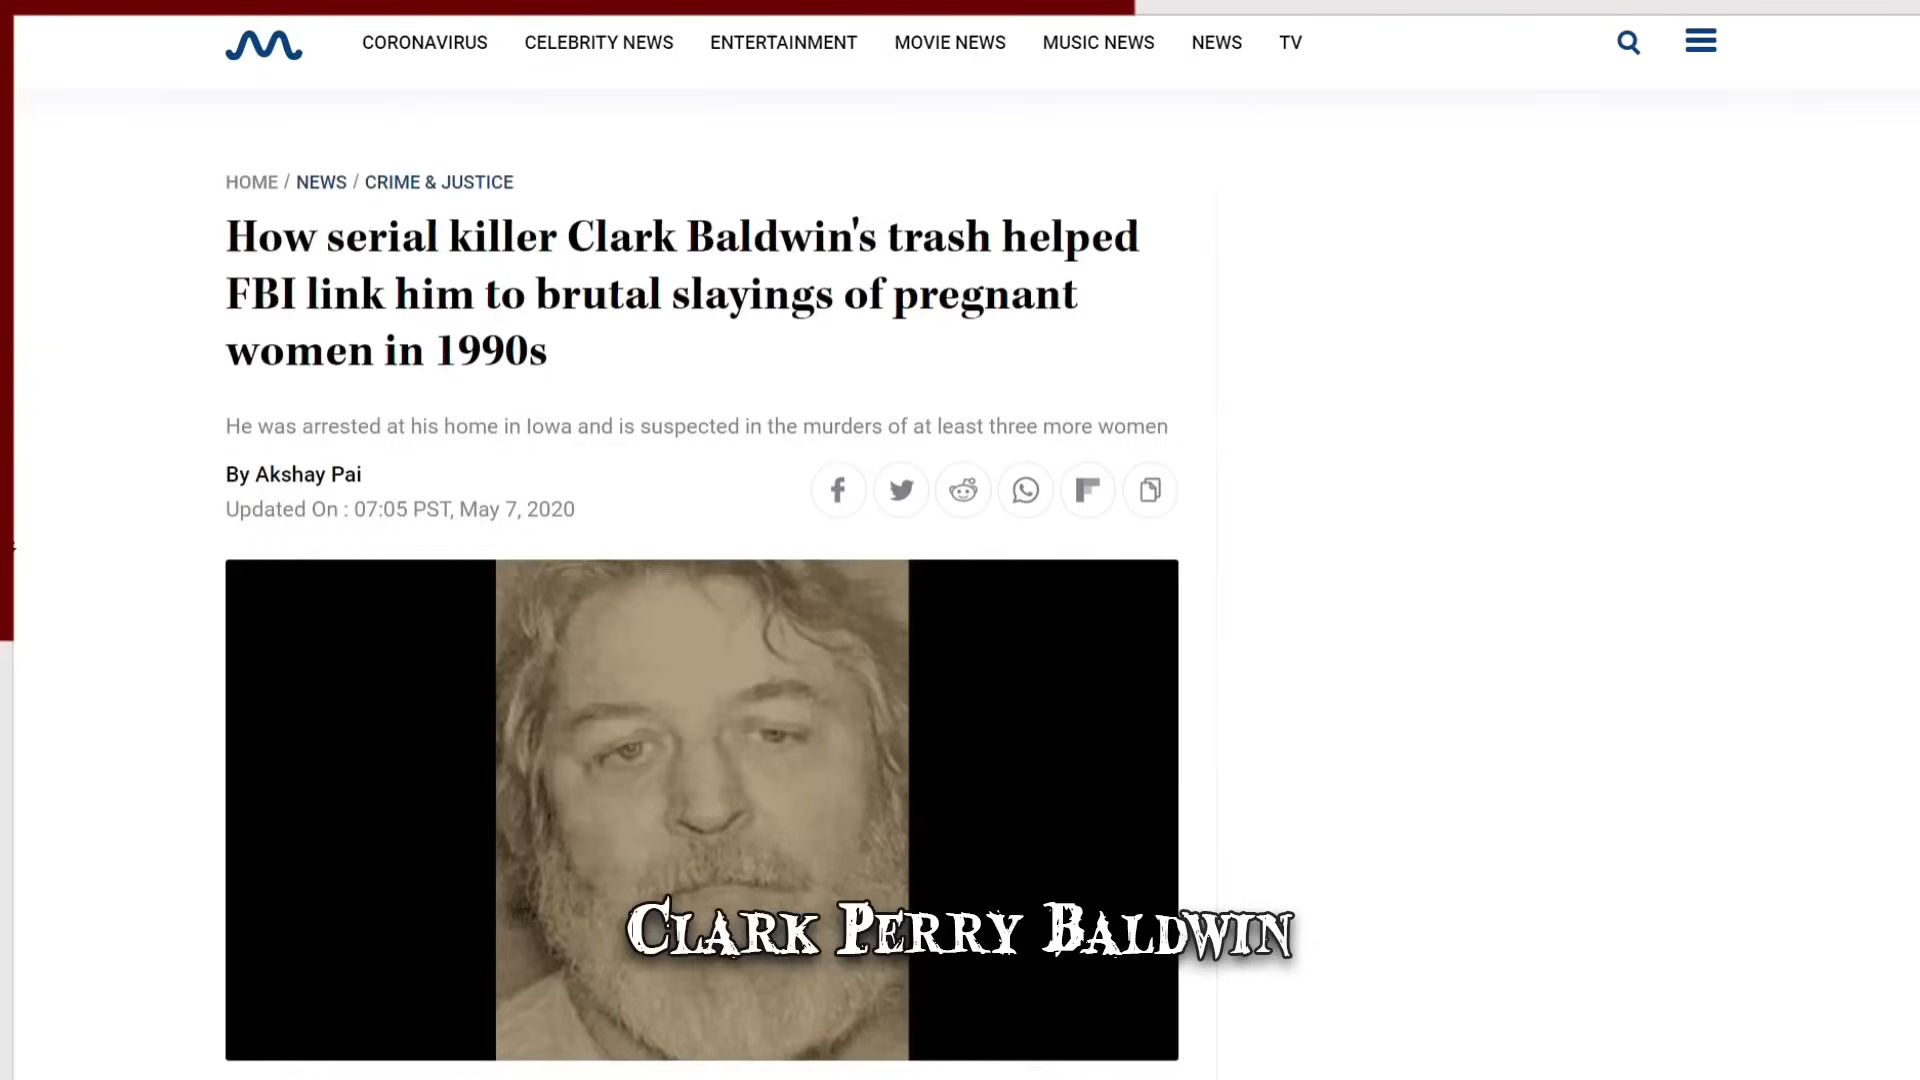 CORONAVIRUS CELEBRITY NEWS ENTERTAINMENT MOVIE NEWS MUSIC NEWS NEWS TV
HOME / NEWS / CRIME & JUSTICE
How serial killer Clark Baldwin's trash helped
FBI link him to brutal slayings of pregnant
women in 1990s
He was arrested at his home in Iowa and is suspected in the murders of at least three more women
By Akshay Pai
Updated On : 07:05 PST, May 7, 2020
CLARK PERRY BALDWIN